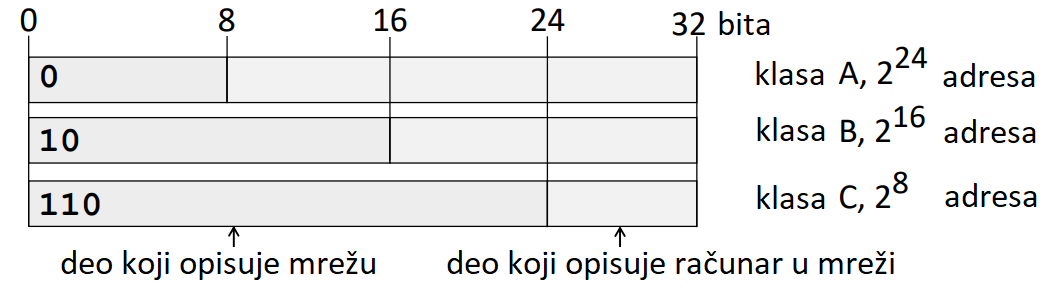 0 8 16 24 32 bita
0 klasa A, 2^24 adresa
10 klasa B, 2^16 adresa
110 klasa C, 2^8 adresa
deo koji opisuje mrežu deo koji opisuje računar u mreži